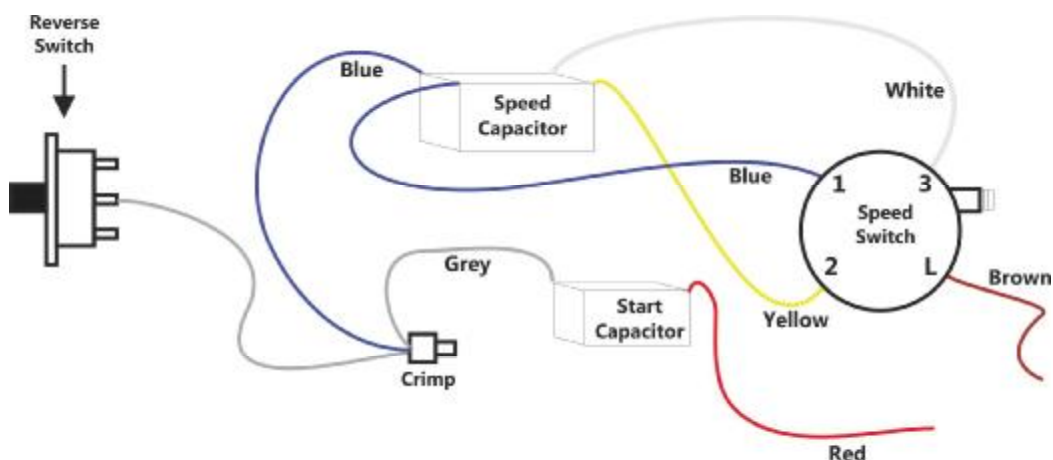 Reverse
Switch
Blue
Speed
Capacitor
White
Blue
1
3
Speed
Switch
2
L
Grey
Start
Capacitor
Brown
Yellow
Crimp
Red